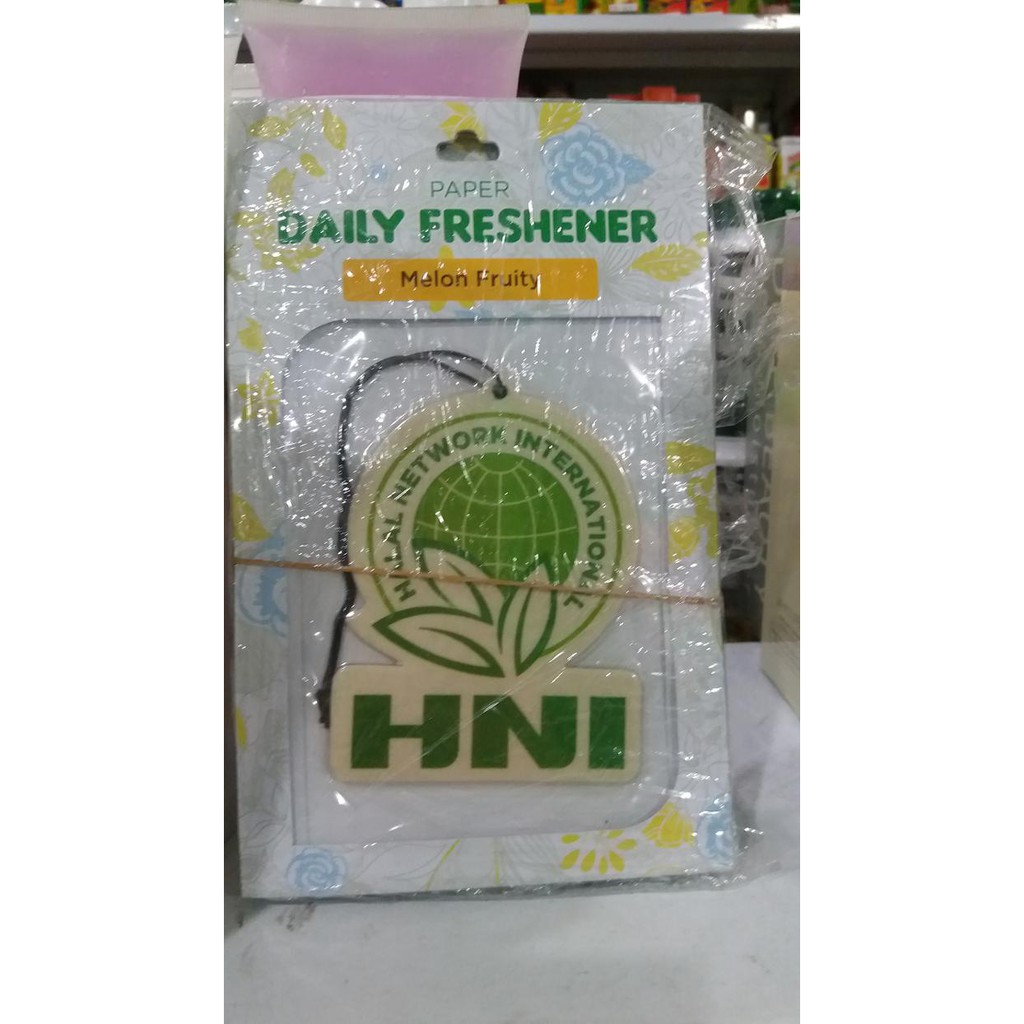 PAPER
DAILY FRESHENER
Melon Fruity
HALAL NETWORK INTERNATIONAL
HNI